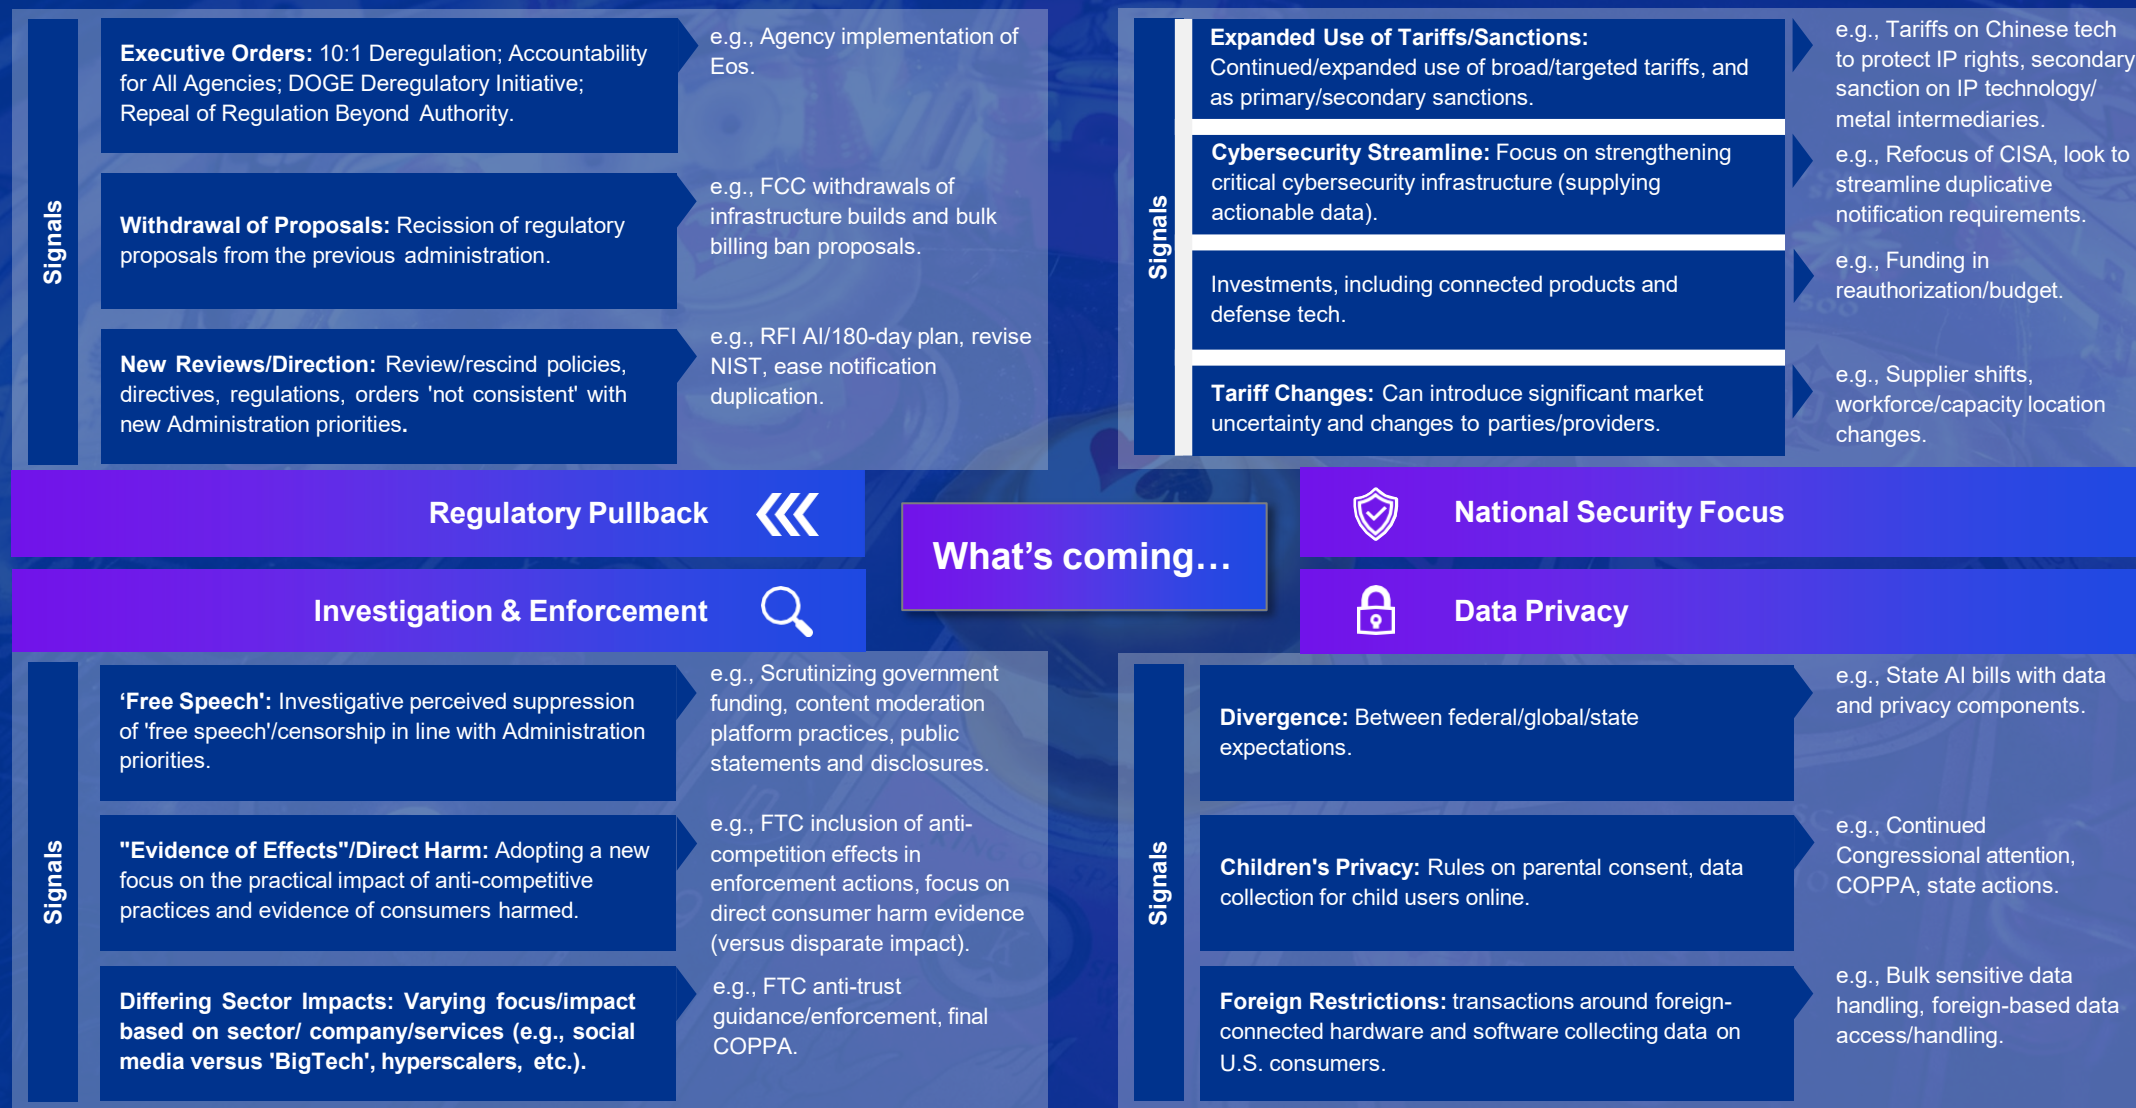 Signals
Executive Orders: 10:1 Deregulation; Accountability
for All Agencies; DOGE Deregulatory Initiative;
Repeal of Regulation Beyond Authority.
e.g., Agency implementation of
Eos.
Withdrawal of Proposals: Recission of regulatory
proposals from the previous administration.
e.g., FCC withdrawals of
infrastructure builds and bulk
billing ban proposals.
New Reviews/Direction: Review/rescind policies,
directives, regulations, orders 'not consistent' with
new Administration priorities.
e.g., RFI AI/180-day plan, revise
NIST, ease notification
duplication.
Signals
Expanded Use of Tariffs/Sanctions:
Continued/expanded use of broad/targeted tariffs, and
as primary/secondary sanctions.
e.g., Tariffs on Chinese tech
to protect IP rights, secondary
sanction on IP technology/
metal intermediaries.
Cybersecurity Streamline: Focus on strengthening
critical cybersecurity infrastructure (supplying
actionable data).
e.g., Refocus of CISA, look to
streamline duplicative
notification requirements.
Investments, including connected products and
defense tech.
e.g., Funding in
reauthorization/budget.
Tariff Changes: Can introduce significant market
uncertainty and changes to parties/providers.
e.g., Supplier shifts,
workforce/capacity location
changes.
Regulatory Pullback
What's coming…
National Security Focus
Investigation & Enforcement
Data Privacy
Signals
‘Free Speech': Investigative perceived suppression
of 'free speech'/censorship in line with Administration
priorities.
e.g., Scrutinizing government
funding, content moderation
platform practices, public
statements and disclosures.
"Evidence of Effects"/Direct Harm: Adopting a new
focus on the practical impact of anti-competitive
practices and evidence of consumers harmed.
e.g., FTC inclusion of anti-
competition effects in
enforcement actions, focus on
direct consumer harm evidence
(versus disparate impact).
Differing Sector Impacts: Varying focus/impact
based on sector/ company/services (e.g., social
media versus 'BigTech', hyperscalers, etc.).
e.g., FTC anti-trust
guidance/enforcement, final
COPPA.
Signals
Divergence: Between federal/global/state
expectations.
e.g., State AI bills with data
and privacy components.
Children's Privacy: Rules on parental consent, data
collection for child users online.
e.g., Continued
Congressional attention,
COPPA, state actions.
Foreign Restrictions: transactions around foreign-
connected hardware and software collecting data on
U.S. consumers.
e.g., Bulk sensitive data
handling, foreign-based data
access/handling.